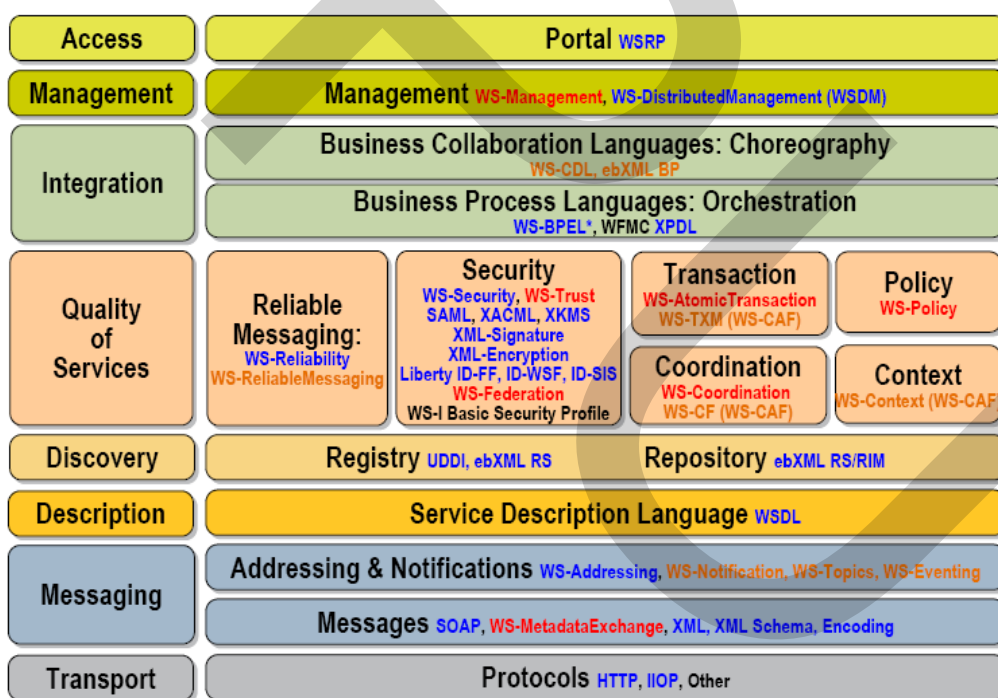 Access
Portal WSRP
Management
Management WS-Management, WS-DistributedManagement (WSDM)
Integration
Business Collaboration Languages: Choreography
WS-CDL, ebXML BP
Business Process Languages: Orchestration
WS-BPEL*, WFMC XPDL
Quality
of
Services
Reliable
Messaging:
WS-Reliability
WS-ReliableMessaging
Security
WS-Security, WS-Trust
SAML, XACML, XKMS
XML-Signature
XML-Encryption
Liberty ID-FF, ID-WSF, ID-SIS
WS-Federation
WS-I Basic Security Profile
Transaction
WS-AtomicTransaction
WS-TXM (WS-CAF)
Policy
WS-Policy
Coordination
WS-Coordination
WS-CF (WS-CAF)
Context
WS-Context (WS-CAF)
Discovery
Registry UDDI, ebXML RS
Repository ebXML RS/RIM
Description
Service Description Language WSDL
Messaging
Addressing & Notifications WS-Addressing, WS-Notification, WS-Topics, WS-Eventing
Messages SOAP, WS-MetadataExchange, XML, XML Schema, Encoding
Transport
Protocols HTTP, IIOP, Other